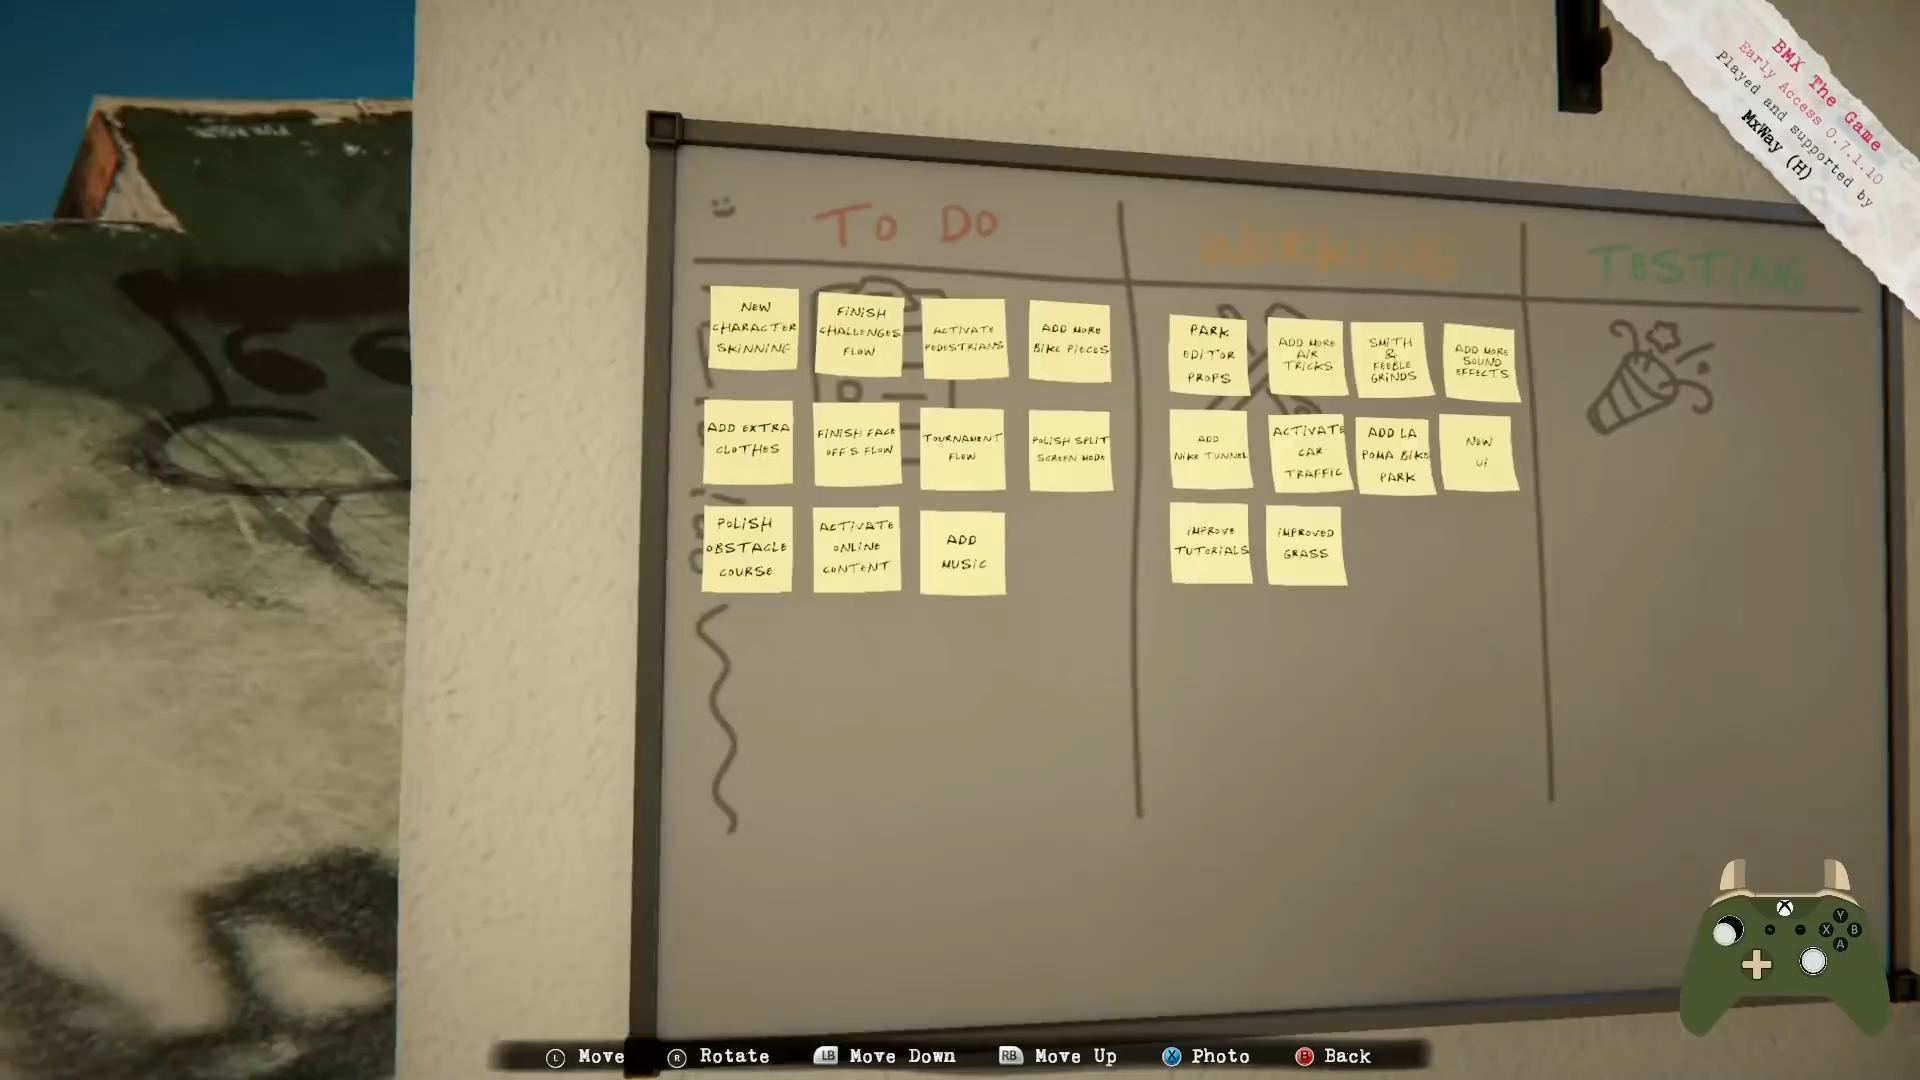 BMX The Game
Early Access 0.7.1.10
Played and supported by
MxWay (H)
TO DO
WORKING
TESTING
NEW
CHARACTER
SKINNING
FINISH
CHALLENGES
FLOW
ACTIVATE
PEDESTRIANS
ADD MORE
BIKE PIECES
ADD EXTRA
CLOTHES
FINISH FACE
OFFS FLOW
TOURNAMENT
FLOW
POLISH SPLIT
SCREEN MODE
POLISH
OBSTACLE
COURSE
ACTIVATE
ONLINE
CONTENT
ADD
MUSIC
PARK
EDITOR
PROPS
ADD MORE
AIR
TRICKS
SMITH
&
FEEBLE
GRINDS
ADD MORE
SOUND
EFFECTS
ADD
NIKE TUNNEL
ACTIVATE
CAR
TRAFFIC
ADD LA
POMA BIKE
PARK
NEW
UI
IMPROVE
TUTORIALS
IMPROVED
GRASS
L Move
R Rotate
LB Move Down
RB Move Up
X Photo
B Back
Y
X
B
A